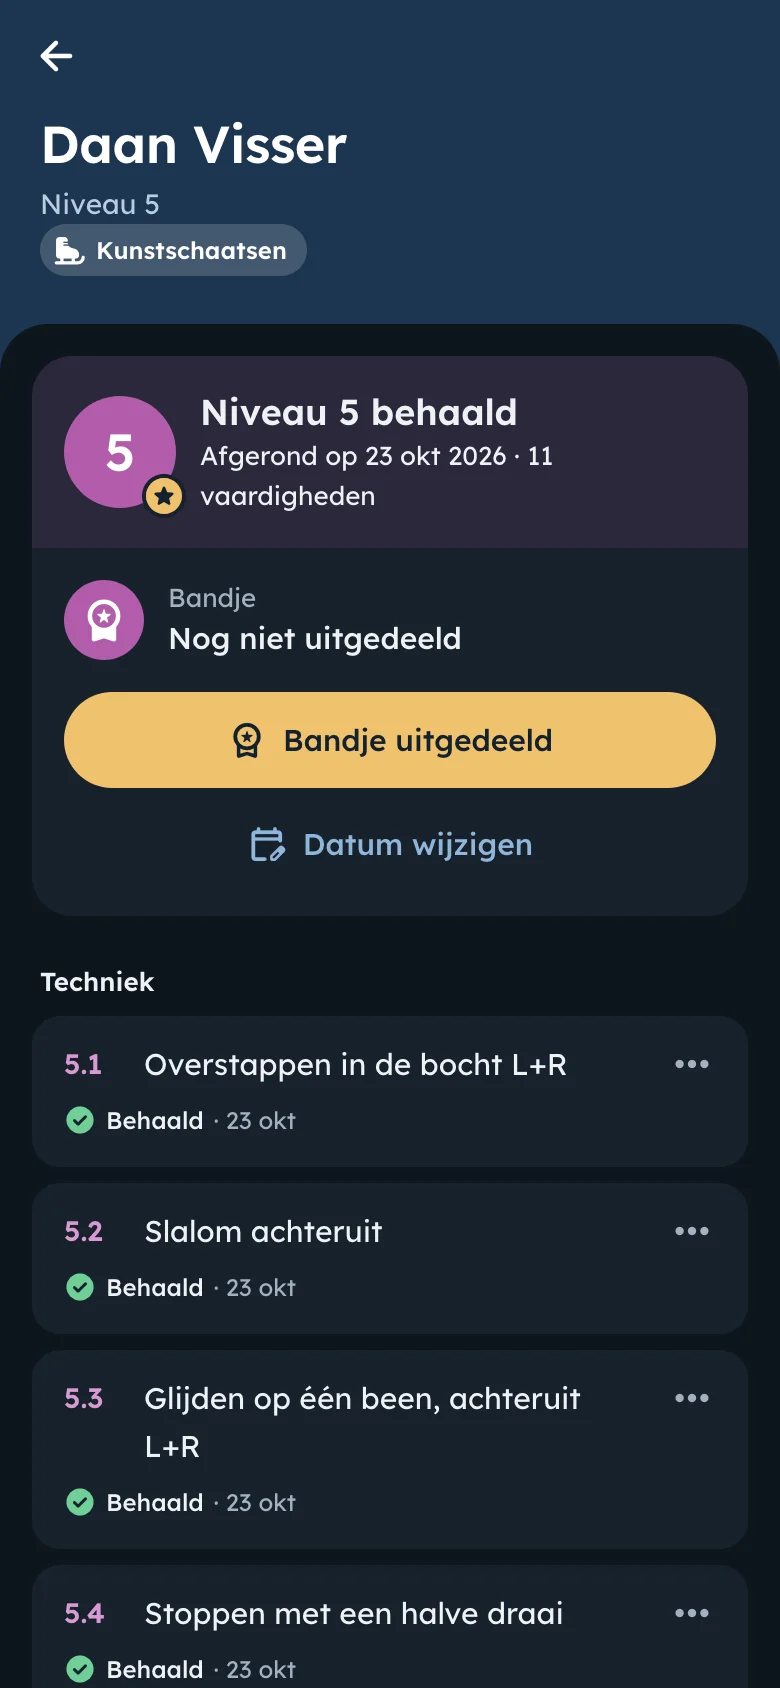 Daan Visser
Niveau 5
Kunstschaatsen
5
Niveau 5 behaald
Afgerond op 23 okt 2026 · 11
vaardigheden
Bandje
Nog niet uitgedeeld
Bandje uitgedeeld
Datum wijzigen
Techniek
5.1 Overstappen in de bocht L+R
Behaald · 23 okt
5.2 Slalom achteruit
Behaald · 23 okt
5.3 Glijden op één been, achteruit
L+R
Behaald · 23 okt
5.4 Stoppen met een halve draai
Behaald · 23 okt